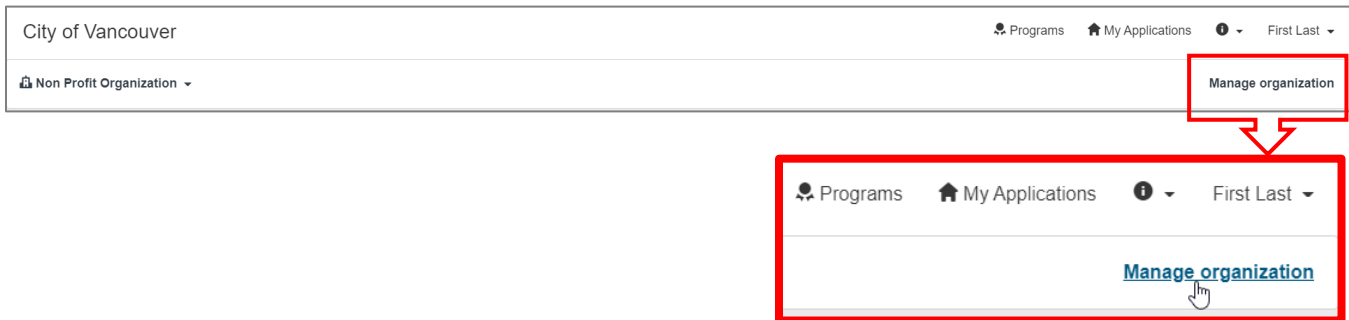 City of Vancouver Programs My Applications First Last
Non Profit Organization Manage organization
Programs My Applications First Last
Manage organization